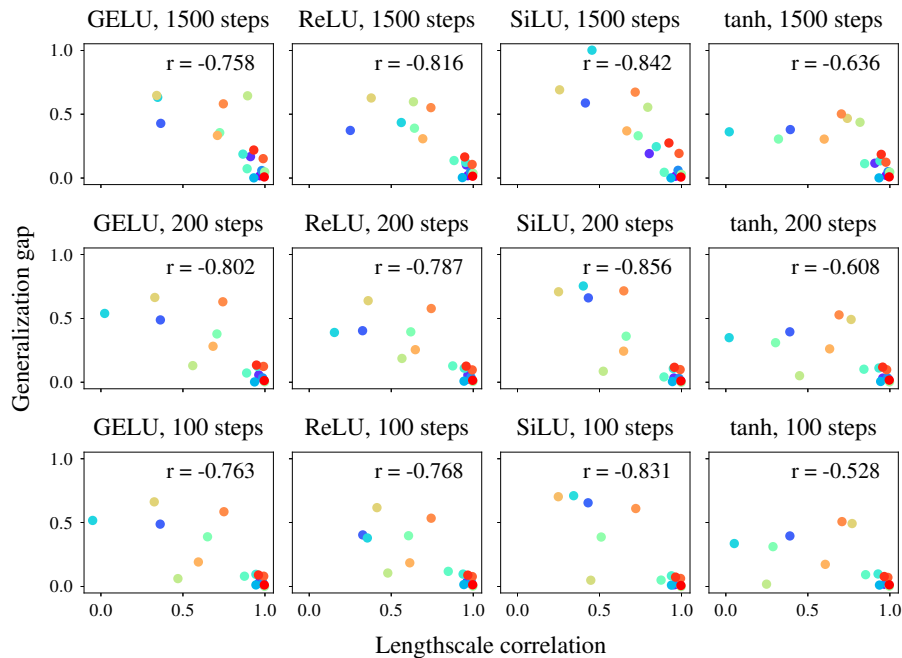 GELU, 1500 steps
ReLU, 1500 steps
SiLU, 1500 steps
tanh, 1500 steps
1.0
0.5
0.0
r = -0.758
r = -0.816
r = -0.842
r = -0.636
GELU, 200 steps
ReLU, 200 steps
SiLU, 200 steps
tanh, 200 steps
Generalization gap
1.0
0.5
0.0
r = -0.802
r = -0.787
r = -0.856
r = -0.608
GELU, 100 steps
ReLU, 100 steps
SiLU, 100 steps
tanh, 100 steps
1.0
0.5
0.0
r = -0.763
r = -0.768
r = -0.831
r = -0.528
0.0 0.5 1.0
0.0 0.5 1.0
0.0 0.5 1.0
0.0 0.5 1.0
Lengthscale correlation